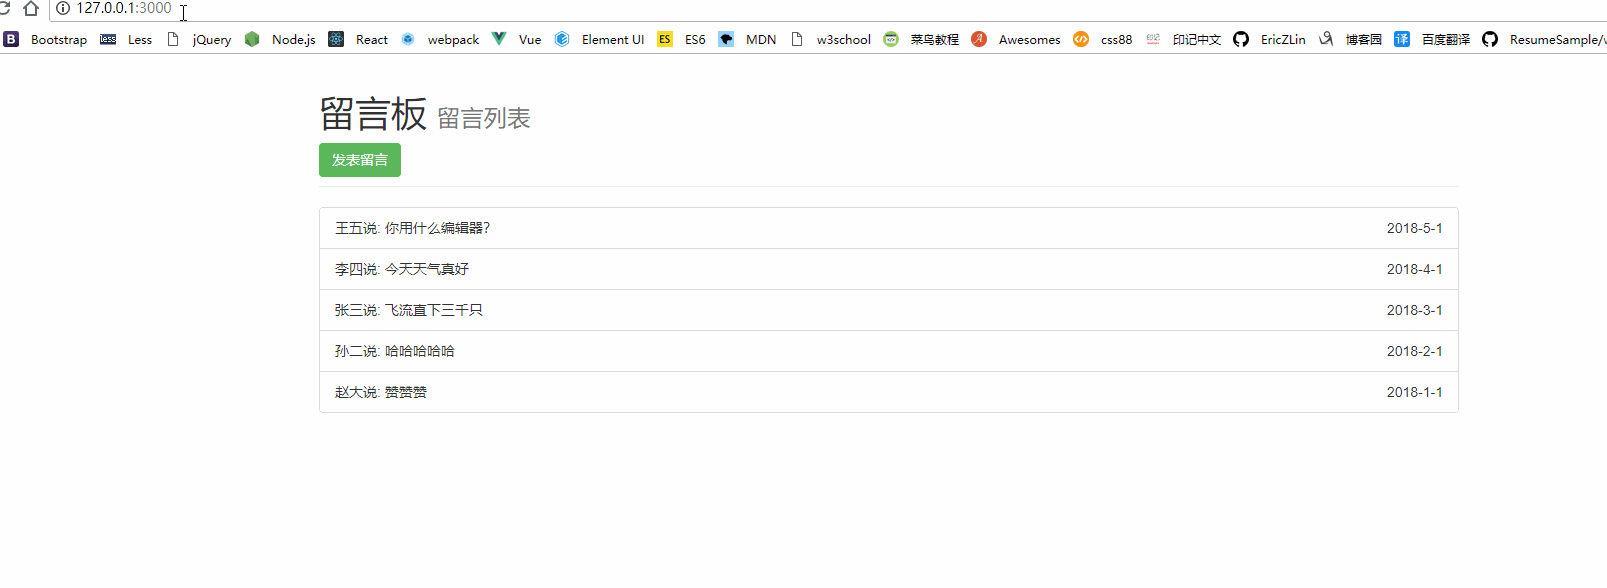 127.0.0.1:3000
Bootstrap Less jQuery Node.js React webpack Vue Element UI ES ES6 MDN w3school 菜鸟教程 Awesomes css88 印记中文 EricZLin 博客园 译 百度翻译 ResumeSample/
留言板 留言列表
发表留言
王五说: 你用什么编辑器? 2018-5-1
李四说: 今天天气真好 2018-4-1
张三说: 飞流直下三千只 2018-3-1
孙二说: 哈哈哈哈哈 2018-2-1
赵大说: 赞赞赞 2018-1-1